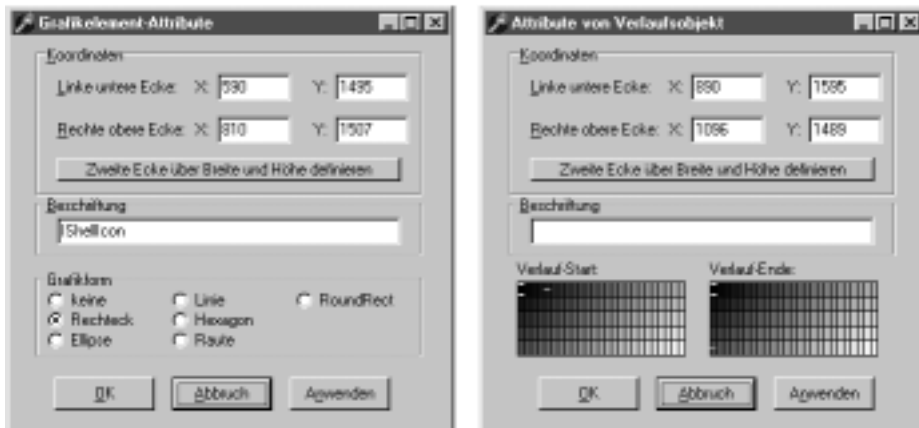 Grafikelement-Attribute
Koordinaten
Linke untere Ecke: X: 590 Y: 1495
Rechte obere Ecke: X: 810 Y: 1507
Zweite Ecke über Breite und Höhe definieren
Beschriftung
IShellIcon
Grafikform
keine Linie RoundRect
Rechteck Hexagon
Ellipse Raute
OK Abbruch Anwenden
Attribute von Verlaufsobjekt
Koordinaten
Linke untere Ecke: X: 890 Y: 1595
Rechte obere Ecke: X: 1096 Y: 1489
Zweite Ecke über Breite und Höhe definieren
Beschriftung
Verlauf-Start: Verlauf-Ende:
OK Abbruch Anwenden